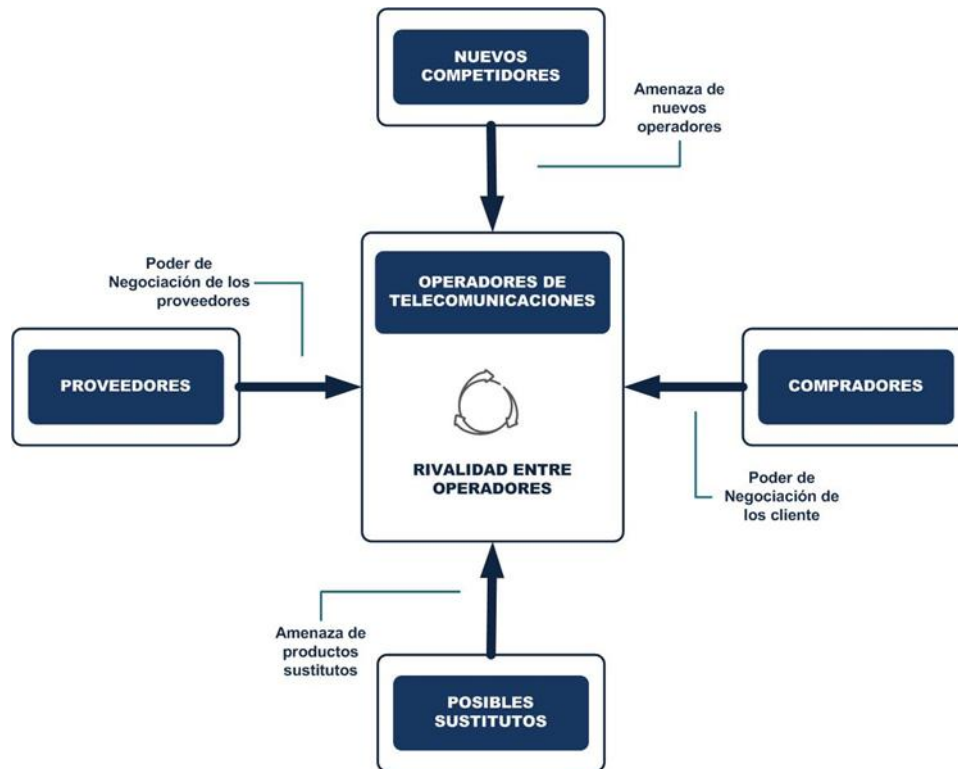 NUEVOS
COMPETIDORES
Amenaza de
nuevos
operadores
Poder de
Negociación de los
proveedores
OPERADORES DE
TELECOMUNICACIONES
PROVEEDORES
COMPRADORES
RIVALIDAD ENTRE
OPERADORES
Poder de
Negociación de
los cliente
Amenaza de
productos
sustitutos
POSIBLES
SUSTITUTOS